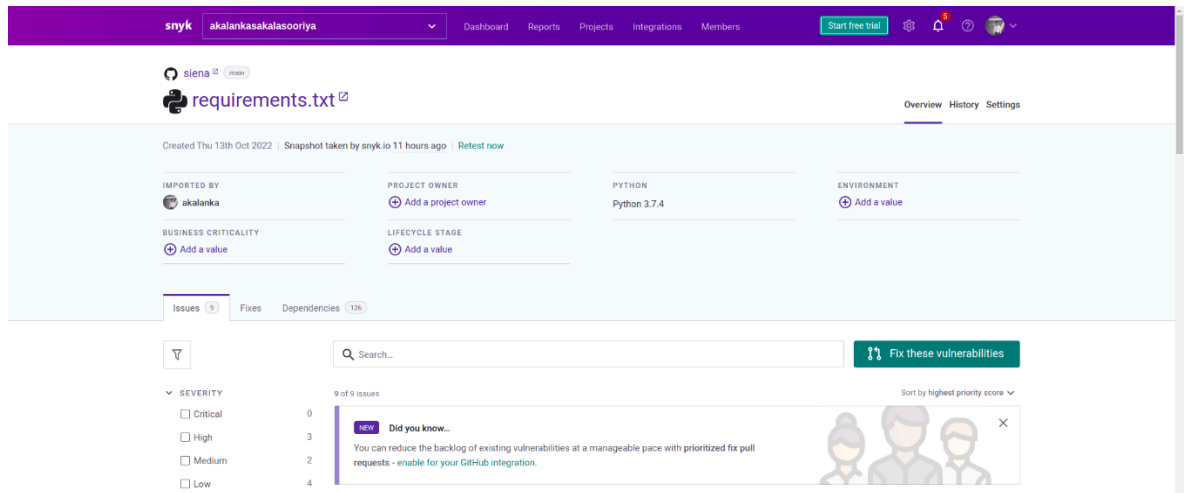 snyk akalankasakalasooriya Dashboard Reports Projects Integrations Members Start free trial 5
siena main
requirements.txt
Overview History Settings
Created Thu 13th Oct 2022 | Snapshot taken by snyk.io 11 hours ago | Retest now
IMPORTED BY PROJECT OWNER PYTHON ENVIRONMENT
akalanka Add a project owner Python 3.7.4 Add a value
BUSINESS CRITICALITY LIFECYCLE STAGE
Add a value Add a value
Issues 9 Fixes Dependencies 126
Search... Fix these vulnerabilities
SEVERITY 9 of 9 issues Sort by highest priority score
Critical 0
NEW Did you know...
High 3
You can reduce the backlog of existing vulnerabilities at a manageable pace with prioritized fix pull
Medium 2
requests - enable for your GitHub integration.
Low 4